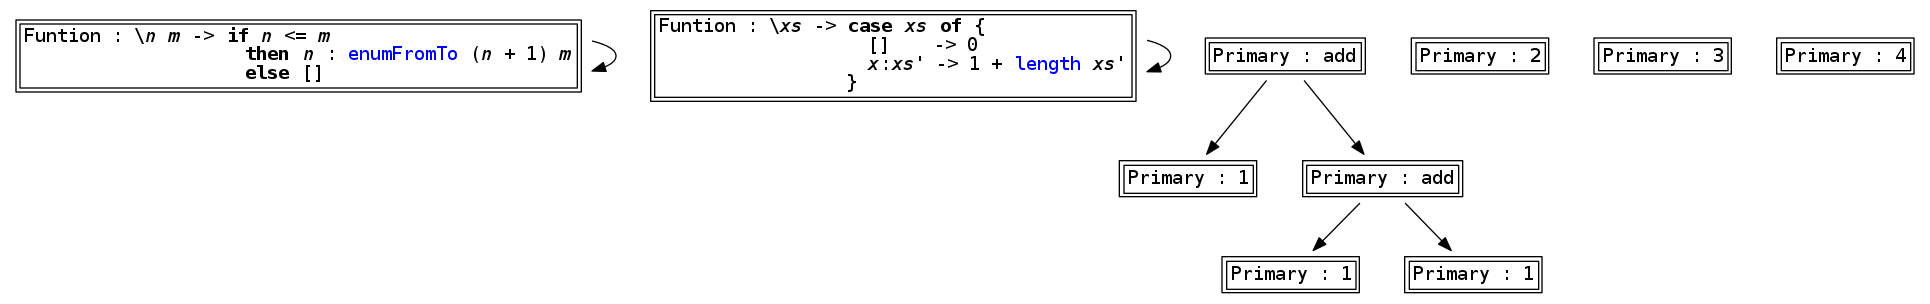 Funtion : \n m -> if n <= m
then n : enumFromTo (n + 1) m
else []
Funtion : \xs -> case xs of {
[]    -> 0
x:xs' -> 1 + length xs'
}
Primary : add
Primary : 2
Primary : 3
Primary : 4
Primary : 1
Primary : add
Primary : 1
Primary : 1